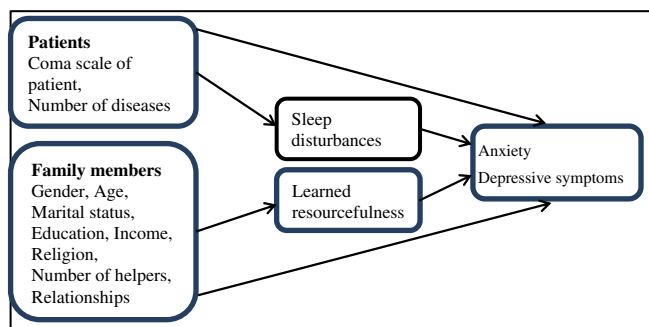 Patients
Coma scale of
patient,
Number of diseases
Sleep
disturbances
Anxiety
Depressive symptoms
Family members
Gender, Age,
Marital status,
Education, Income,
Religion,
Number of helpers,
Relationships
Learned
resourcefulness